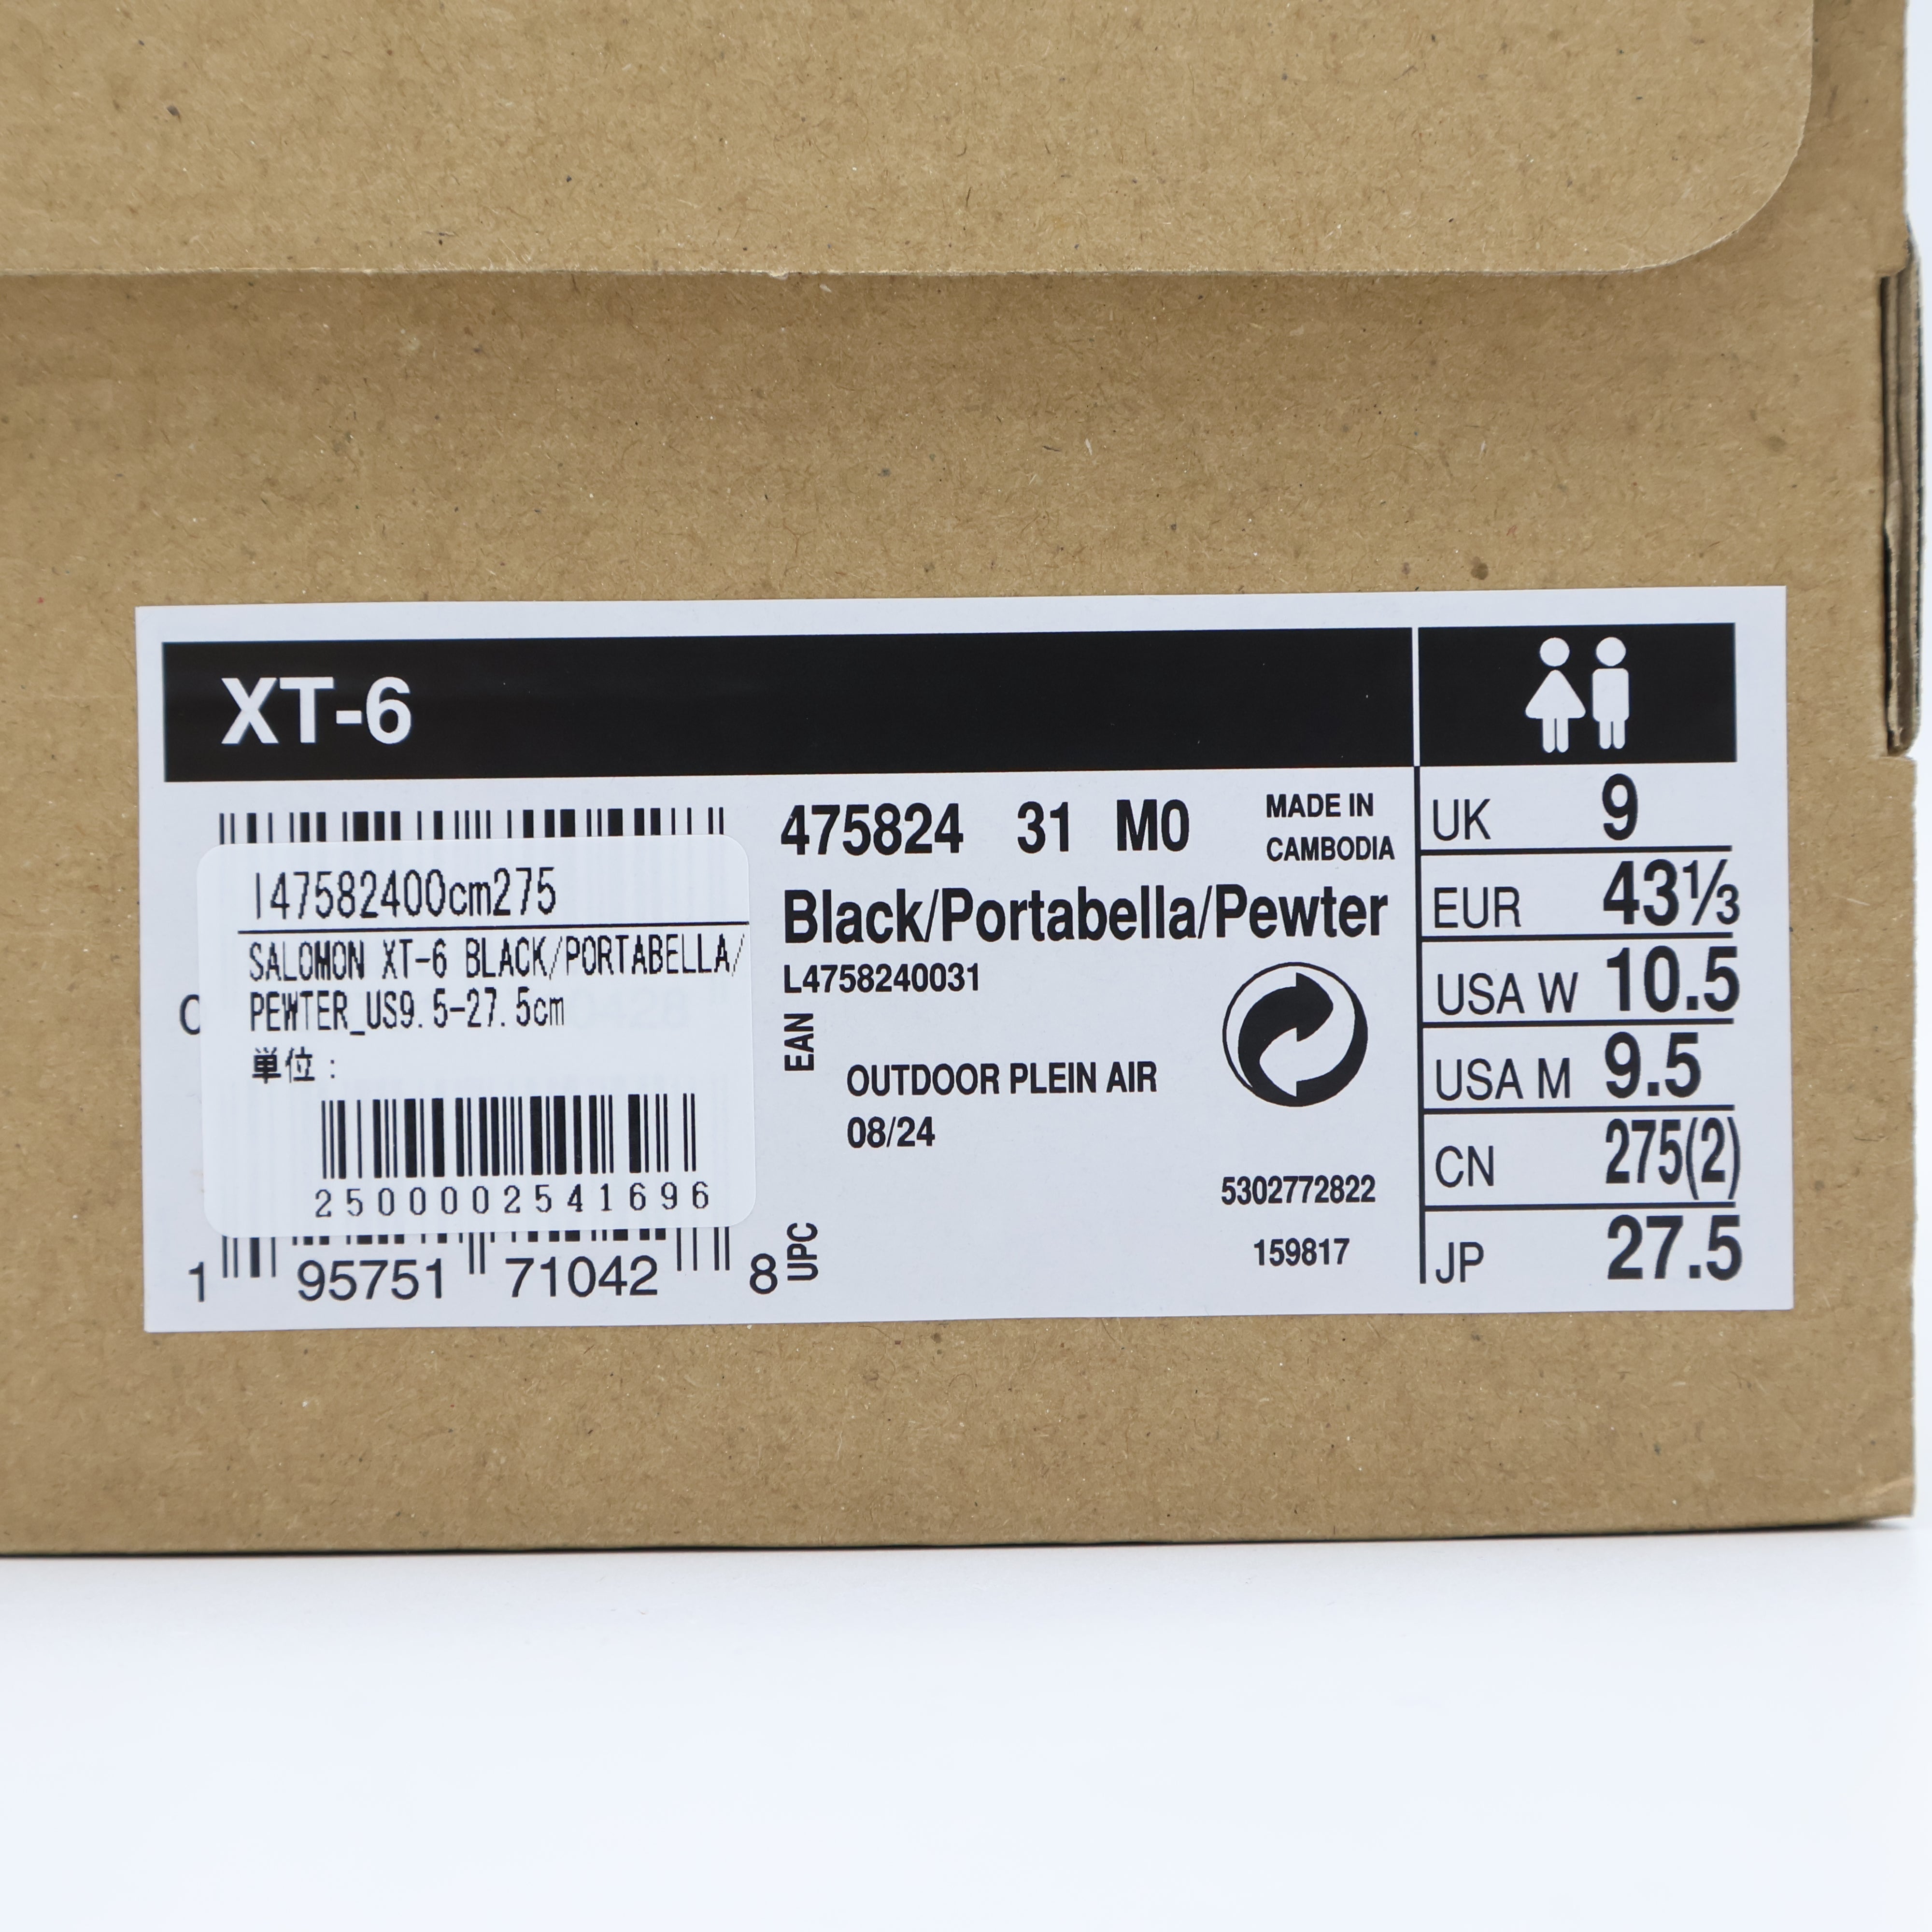 XT-6
l47582400cm275
SALOMON XT-6 BLACK/PORTABELLA/
PEWTER_US9.5-27.5cm
単位:
2500002541696
1 95751 71042 8
475824 31 M0
MADE IN
CAMBODIA
Black/Portabella/Pewter
L4758240031
EAN
OUTDOOR PLEIN AIR
08/24
5302772822
159817
UPC
UK 9
EUR 43⅓
USA W 10.5
USA M 9.5
CN 275(2)
JP 27.5